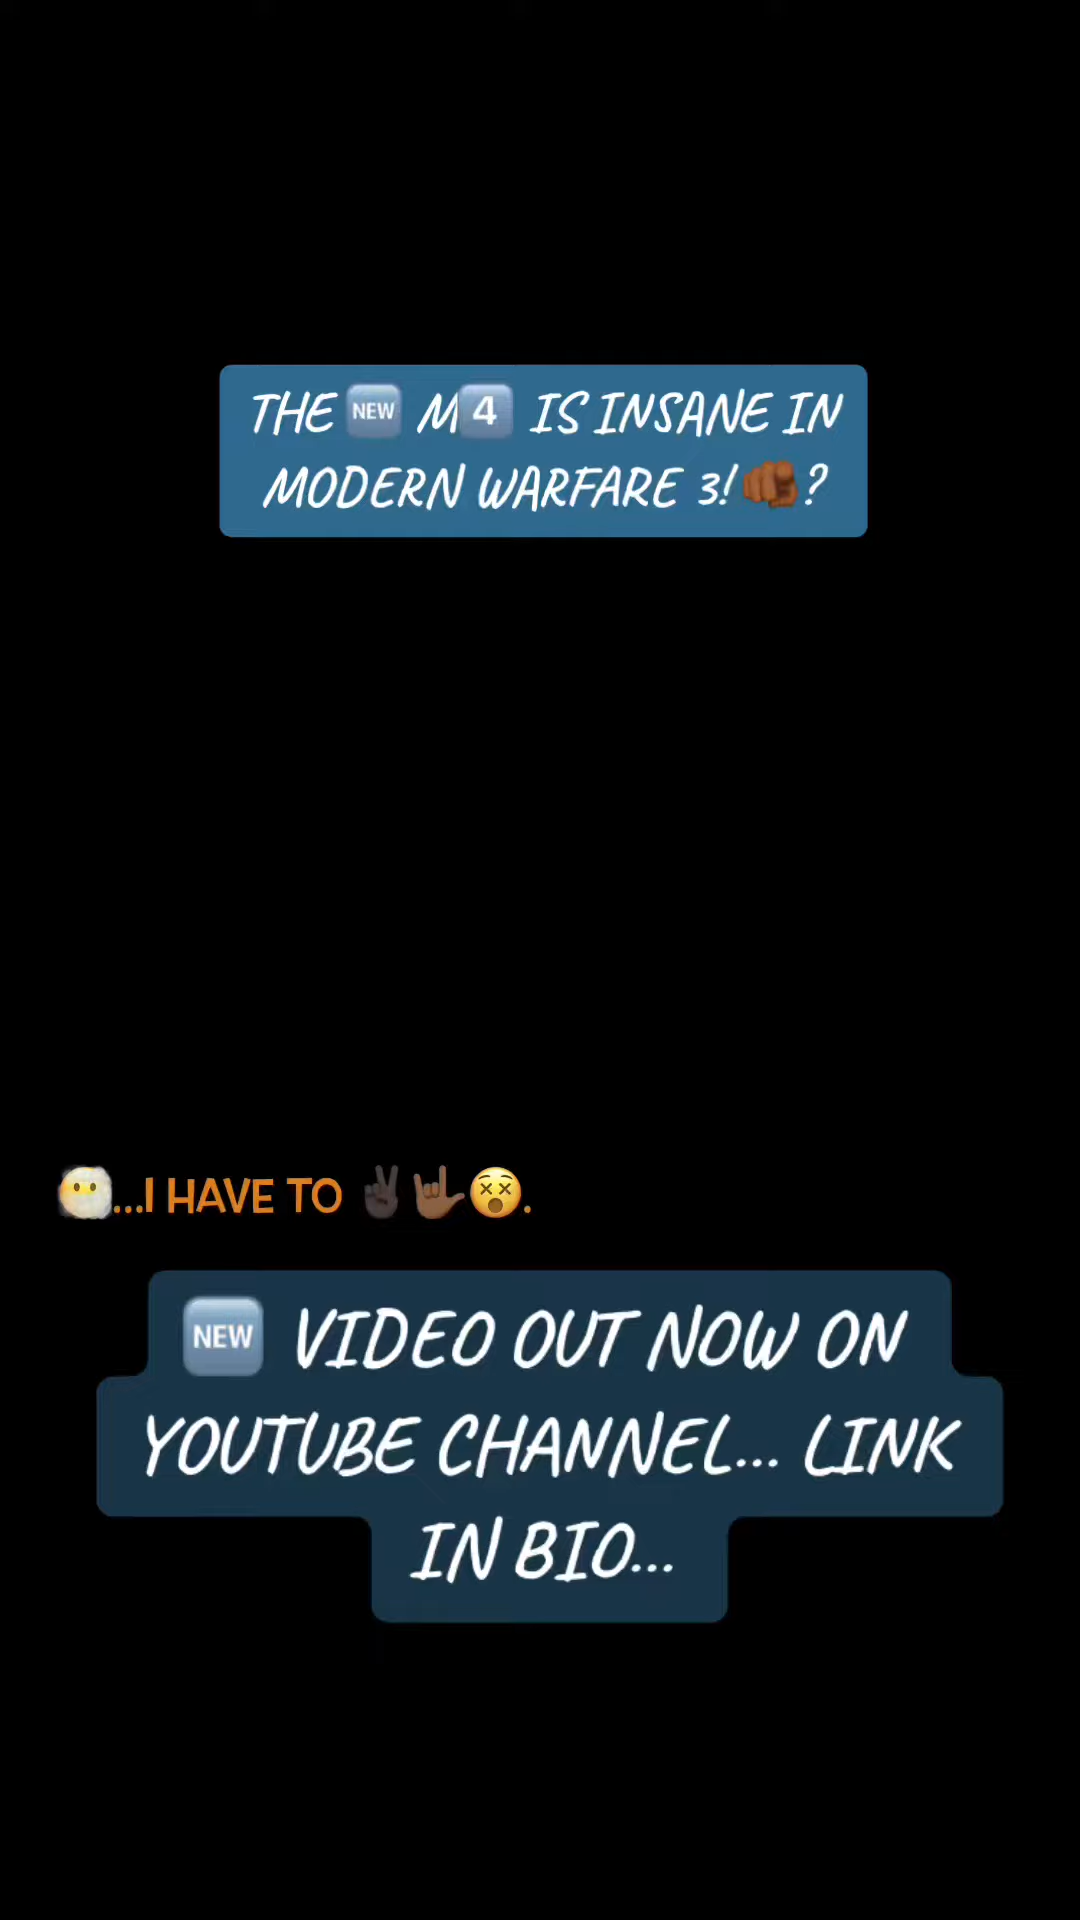 THE 🆕 M4️⃣ IS INSANE IN
MODERN WARFARE 3!🫵🏾?
😶...I HAVE TO ✌🏿🤟🏾😵.
🆕 VIDEO OUT NOW ON
YOUTUBE CHANNEL... LINK
IN BIO...